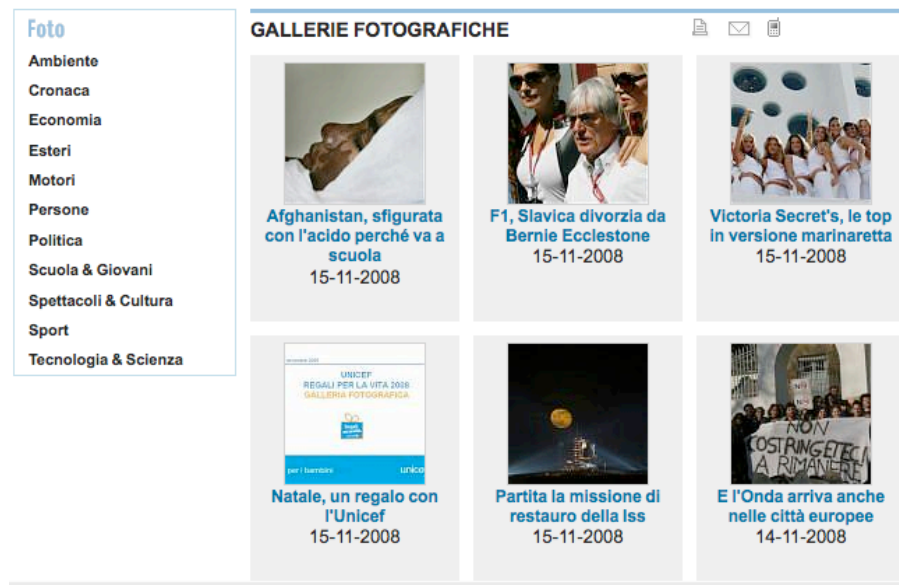 Foto
Ambiente
Cronaca
Economia
Esteri
Motori
Persone
Politica
Scuola & Giovani
Spettacoli & Cultura
Sport
Tecnologia & Scienza
GALLERIE FOTOGRAFICHE
Afghanistan, sfigurata
con l'acido perché va a
scuola
15-11-2008
F1, Slavica divorzia da
Bernie Ecclestone
15-11-2008
Victoria Secret's, le top
in versione marinaretta
15-11-2008
UNICEF
REGALI PER LA VITA 2008
GALLERIA FOTOGRAFICA
per i bambini
unice
Natale, un regalo con
l'Unicef
15-11-2008
Partita la missione di
restauro della Iss
15-11-2008
NON
COSTRINGETECI
A RIMANERE
E l'Onda arriva anche
nelle città europee
14-11-2008